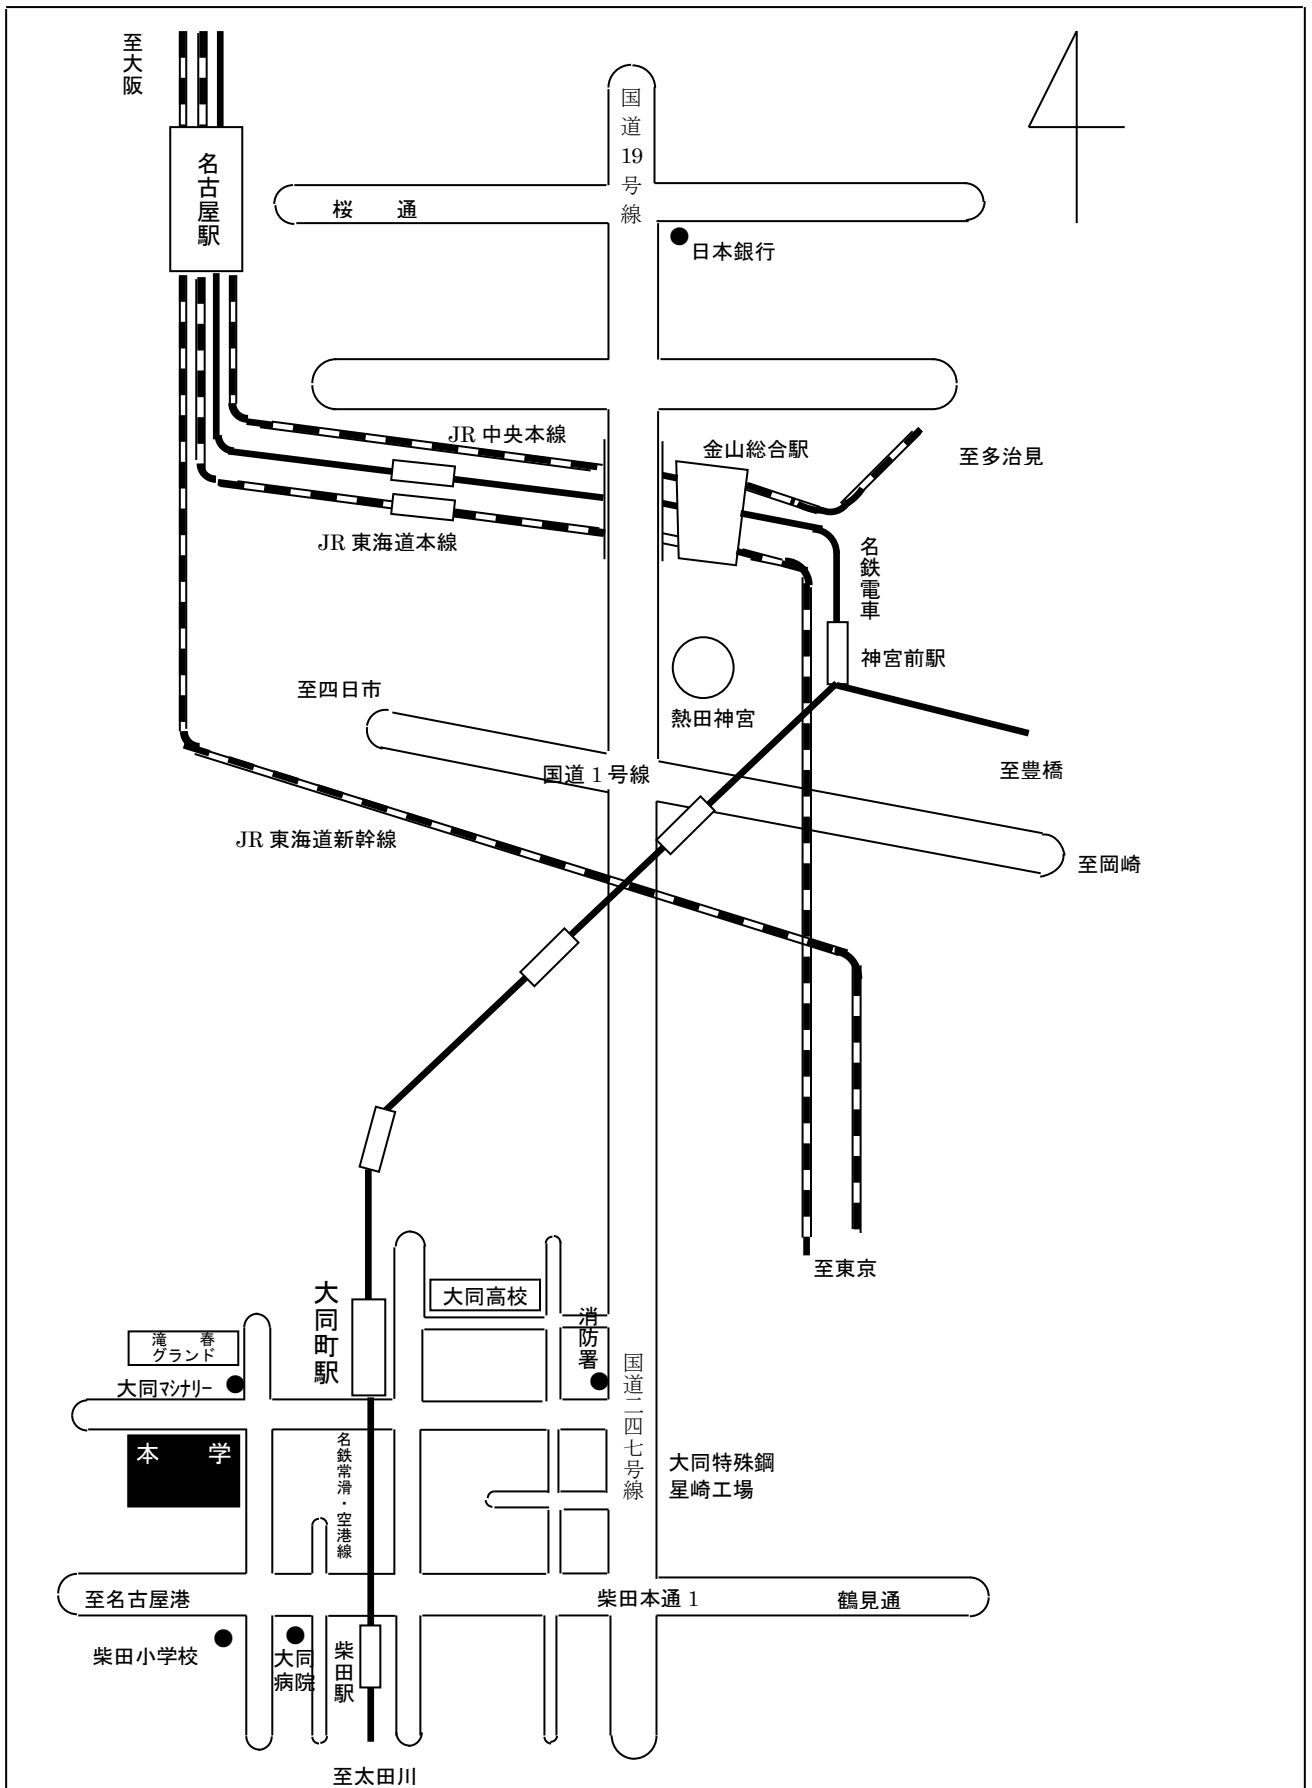 至大阪
国道19号線
名古屋駅
桜　通
日本銀行
JR 中央本線
金山総合駅
至多治見
JR 東海道本線
名鉄電車
神宮前駅
至四日市
熱田神宮
国道 1 号線
至豊橋
JR 東海道新幹線
至岡崎
至東京
大同町駅
大同高校
消防署
滝　春
グランド
大同ﾏｼﾅﾘｰ
国道二四七号線
本　学
名鉄常滑・空港線
大同特殊鋼
星崎工場
至名古屋港
柴田本通 1
鶴見通
柴田小学校
大同
病院
柴田駅
至太田川